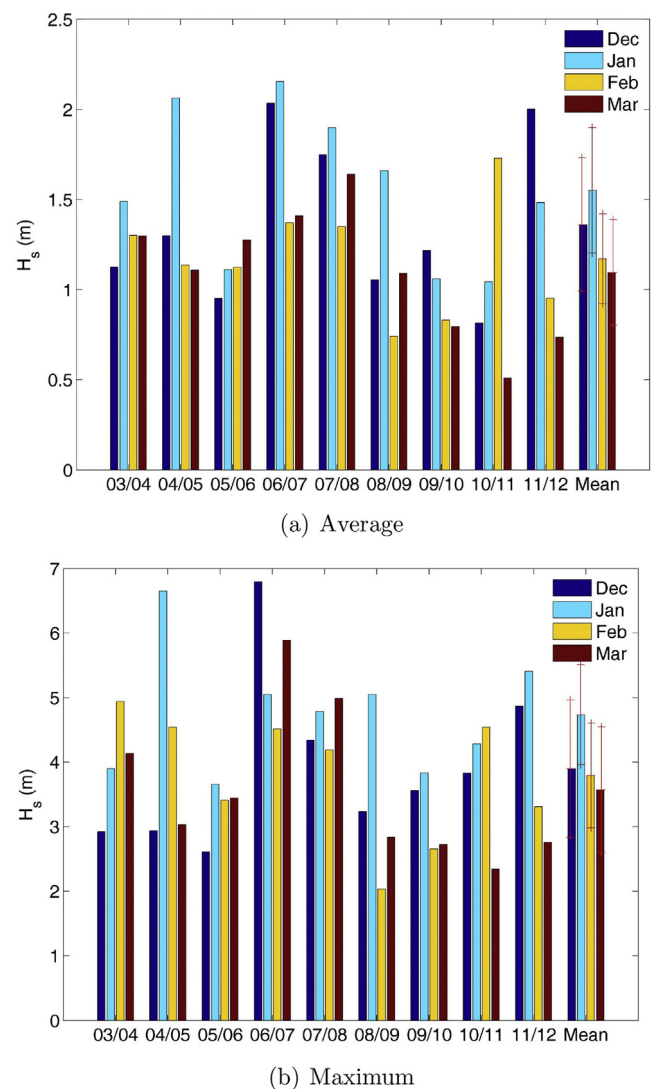 2.5
Dec
Jan
2
Feb
Mar
1.5
H_s (m)
1
0.5
0
03/04 04/05 05/06 06/07 07/08 08/09 09/10 10/11 11/12 Mean
(a) Average
7
Dec
6
Jan
Feb
5
Mar
4
H_s (m)
3
2
1
0
03/04 04/05 05/06 06/07 07/08 08/09 09/10 10/11 11/12 Mean
(b) Maximum